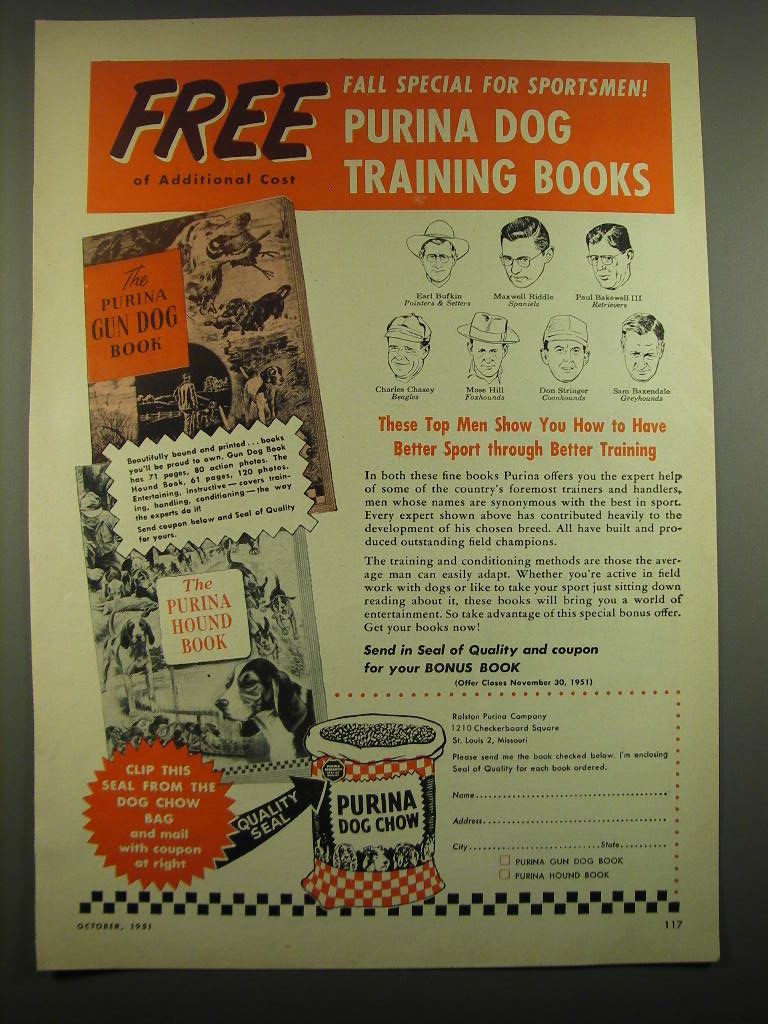 FREE
of Additional Cost
FALL SPECIAL FOR SPORTSMEN!
PURINA DOG
TRAINING BOOKS
The
PURINA
GUN DOG
BOOK
Earl Bufkin
Pointers & Setters
Maxwell Riddle
Spaniels
Paul Bakewell III
Retrievers
Charles Chasey
Beagles
Mose Hill
Foxhounds
Don Stringer
Coonhounds
Sam Baxendale
Greyhounds
Beautifully bound and printed ... books
you'll be proud to own. Gun Dog Book
has 71 pages, 80 action photos. The
Hound Book, 61 pages, 120 photos.
Entertaining, instructive—covers train-
ing, handling, conditioning—the way
the experts do it!
Send coupon below and Seal of Quality
for yours.
The
PURINA
HOUND
BOOK
These Top Men Show You How to Have
Better Sport through Better Training
In both these fine books Purina offers you the expert help
of some of the country's foremost trainers and handlers,
men whose names are synonymous with the best in sport.
Every expert shown above has contributed heavily to the
development of his chosen breed. All have built and pro-
duced outstanding field champions.
The training and conditioning methods are those the aver-
age man can easily adapt. Whether you're active in field
work with dogs or like to take your sport just sitting down
reading about it, these books will bring you a world of
entertainment. So take advantage of this special bonus offer.
Get your books now!
Send in Seal of Quality and coupon
for your BONUS BOOK
(Offer Closes November 30, 1951)
CLIP THIS
SEAL FROM THE
DOG CHOW
BAG
and mail
with coupon
at right
QUALITY
SEAL
PURINA
DOG CHOW
Ralston Purina Company
1210 Checkerboard Square
St. Louis 2, Missouri
Please send me the book checked below. I'm enclosing
Seal of Quality for each book ordered.
Name
Address
City State
PURINA GUN DOG BOOK
PURINA HOUND BOOK
OCTOBER, 1951
117